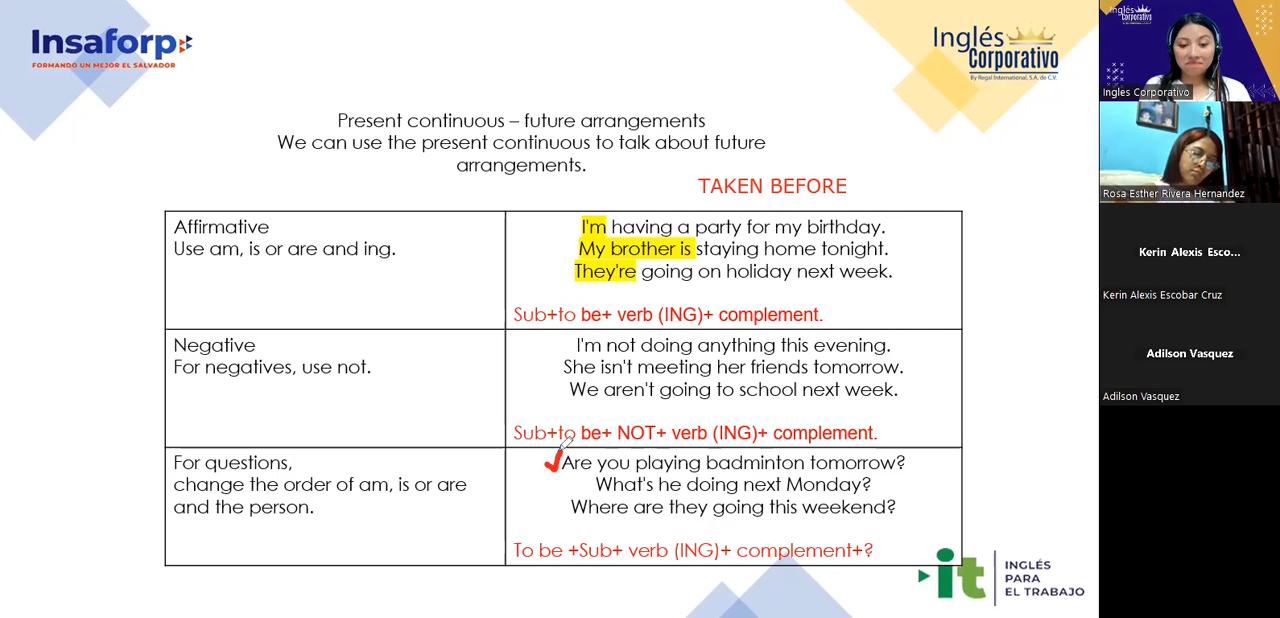 Insaforp
FORMANDO UN MEJOR EL SALVADOR
Inglés
Corporativo
By Regal International, S.A. de C.V.
Present continuous – future arrangements
We can use the present continuous to talk about future
arrangements.
TAKEN BEFORE
Affirmative
Use am, is or are and ing.
I'm having a party for my birthday.
My brother is staying home tonight.
They're going on holiday next week.
Sub+to be+ verb (ING)+ complement.
Negative
For negatives, use not.
I'm not doing anything this evening.
She isn't meeting her friends tomorrow.
We aren't going to school next week.
Sub+to be+ NOT+ verb (ING)+ complement.
For questions,
change the order of am, is or are
and the person.
Are you playing badminton tomorrow?
What's he doing next Monday?
Where are they going this weekend?
To be +Sub+ verb (ING)+ complement+?
it
INGLÉS
PARA
EL TRABAJO
Inglés
Corporativo
Ingles Corporativo
Rosa Esther Rivera Hernandez
Kerin Alexis Esco...
Kerin Alexis Escobar Cruz
Adilson Vasquez
Adilson Vasquez